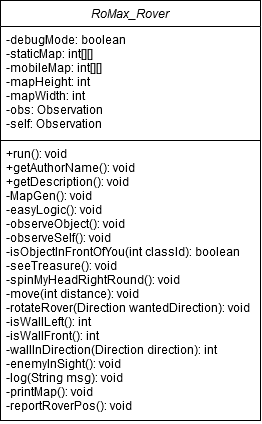 RoMax_Rover
-debugMode: boolean
-staticMap: int[][]
-mobileMap: int[][]
-mapHeight: int
-mapWidth: int
-obs: Observation
-self: Observation
+run(): void
+getAuthorName(): void
+getDescription(): void
-MapGen(): void
-easyLogic(): void
-observeObject(): void
-observeSelf(): void
-isObjectInFrontOfYou(int classId): boolean
-seeTreasure(): void
-spinMyHeadRightRound(): void
-move(int distance): void
-rotateRover(Direction wantedDirection): void
-isWallLeft(): int
-isWallFront(): int
-wallInDirection(Direction direction): int
-enemyInSight(): void
-log(String msg): void
-printMap(): void
-reportRoverPos(): void